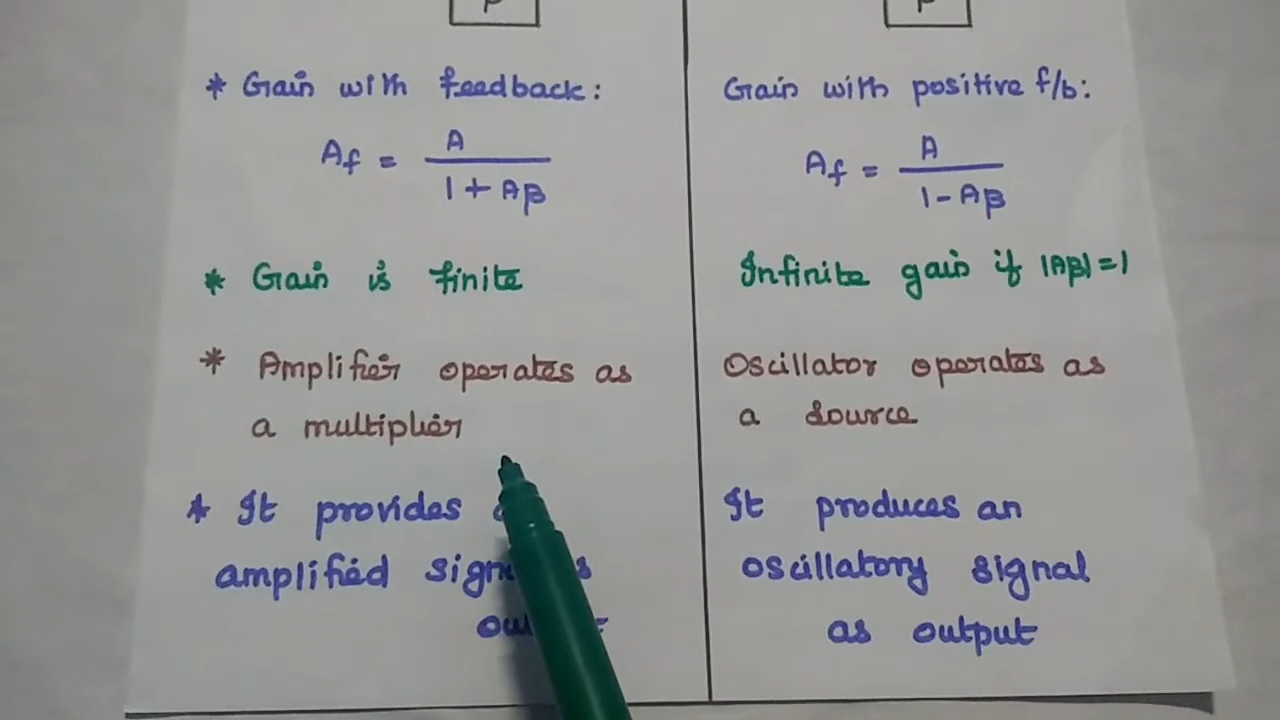 β
β
* Gain with feedback:
Af = A / 1 + Aβ
* Gain is finite
* Amplifier operates as
a multiplier
* It provides
amplified
Gain with positive f/b:
Af = A / 1 - Aβ
Infinite gain if |Aβ|=1
Oscillator operates as
a source
It produces an
oscillatory signal
as output